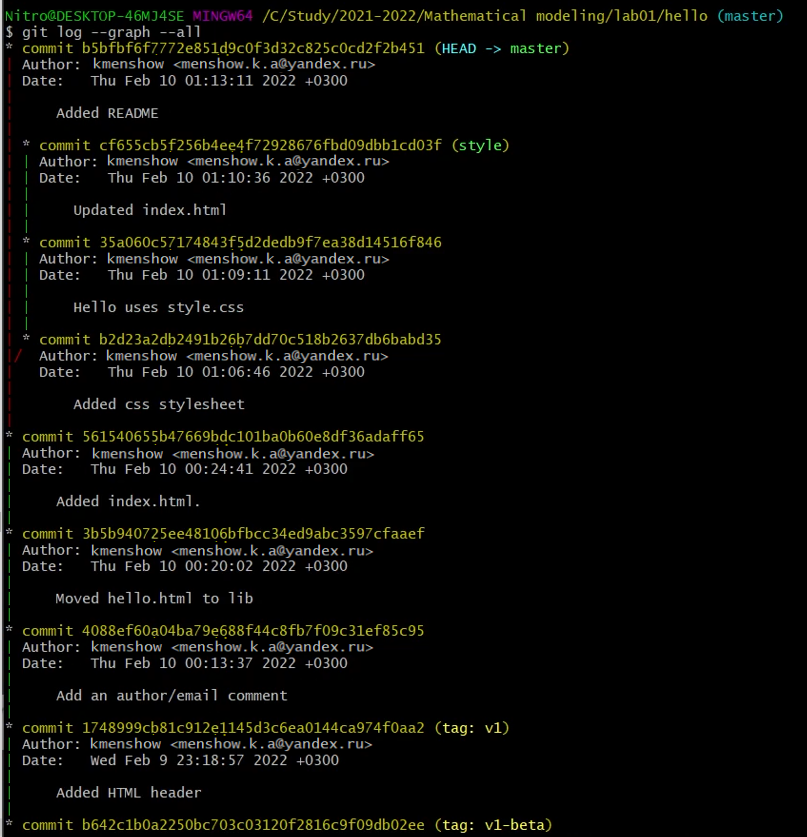 Nitro@DESKTOP-46MJ4SE MINGW64 /C/Study/2021-2022/Mathematical modeling/lab01/hello (master)
$ git log --graph --all
* commit b5bfbf6f7772e851d9c0f3d32c825c0cd2f2b451 (HEAD -> master)
| Author: kmenshow <menshow.k.a@yandex.ru>
| Date:   Thu Feb 10 01:13:11 2022 +0300
|
|     Added README
|
| * commit cf655cb5f256b4ee4f72928676fbd09dbb1cd03f (style)
| | Author: kmenshow <menshow.k.a@yandex.ru>
| | Date:   Thu Feb 10 01:10:36 2022 +0300
| |
| |     Updated index.html
| |
| * commit 35a060c57174843f5d2dedb9f7ea38d14516f846
| | Author: kmenshow <menshow.k.a@yandex.ru>
| | Date:   Thu Feb 10 01:09:11 2022 +0300
| |
| |     Hello uses style.css
| |
| * commit b2d23a2db2491b26b7dd70c518b2637db6babd35
|/  Author: kmenshow <menshow.k.a@yandex.ru>
|   Date:   Thu Feb 10 01:06:46 2022 +0300
|
|       Added css stylesheet
|
* commit 561540655b47669bdc101ba0b60e8df36adaff65
| Author: kmenshow <menshow.k.a@yandex.ru>
| Date:   Thu Feb 10 00:24:41 2022 +0300
|
|     Added index.html.
|
* commit 3b5b940725ee48106bfbcc34ed9abc3597cfaaef
| Author: kmenshow <menshow.k.a@yandex.ru>
| Date:   Thu Feb 10 00:20:02 2022 +0300
|
|     Moved hello.html to lib
|
* commit 4088ef60a04ba79e688f44c8fb7f09c31ef85c95
| Author: kmenshow <menshow.k.a@yandex.ru>
| Date:   Thu Feb 10 00:13:37 2022 +0300
|
|     Add an author/email comment
|
* commit 1748999cb81c912e1145d3c6ea0144ca974f0aa2 (tag: v1)
| Author: kmenshow <menshow.k.a@yandex.ru>
| Date:   Wed Feb 9 23:18:57 2022 +0300
|
|     Added HTML header
|
* commit b642c1b0a2250bc703c03120f2816c9f09db02ee (tag: v1-beta)